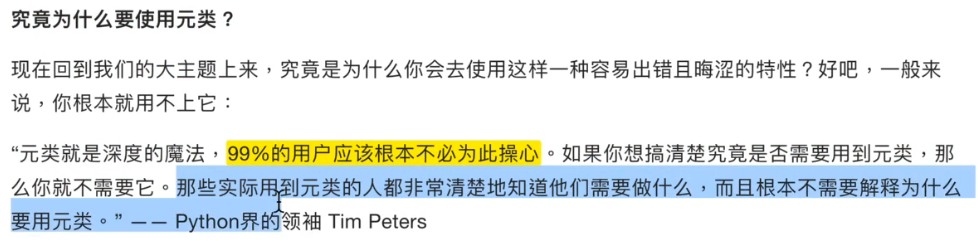 究竟为什么要使用元类？
现在回到我们的大主题上来，究竟是为什么你会去使用这样一种容易出错且晦涩的特性？好吧，一般来
说，你根本就用不上它：
“元类就是深度的魔法，99%的用户应该根本不必为此操心。如果你想搞清楚究竟是否需要用到元类，那
么你就不需要它。那些实际用到元类的人都非常清楚地知道他们需要做什么，而且根本不需要解释为什么
要用元类。” —— Python界的领袖 Tim Peters